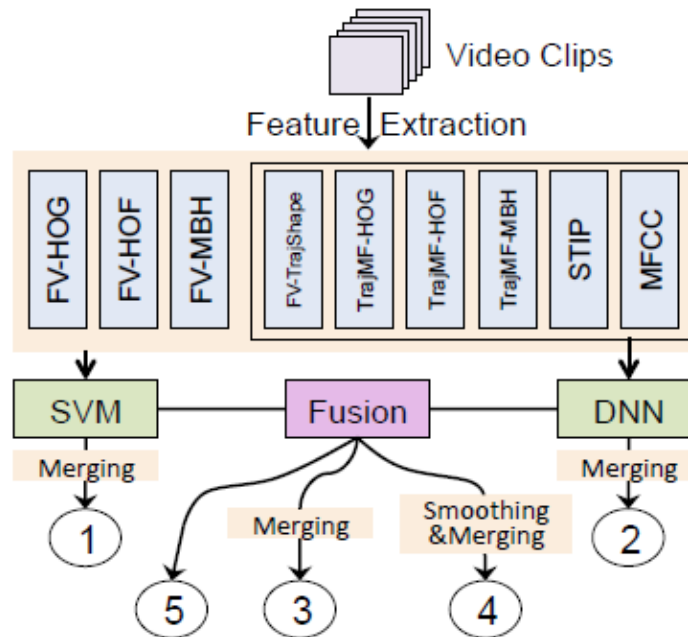 Video Clips
Feature Extraction
FV-HOG
FV-HOF
FV-MBH
FV-TrajShape
TrajMF-HOG
TrajMF-HOF
TrajMF-MBH
STIP
MFCC
SVM
Fusion
DNN
Merging
Merging
Smoothing
&Merging
Merging
1
2
5
3
4